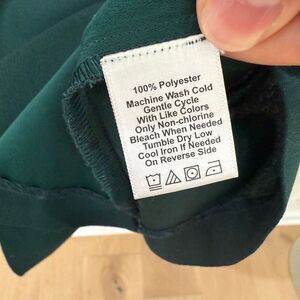 100% Polyester
Machine Wash Cold
Gentle Cycle
With Like Colors
Only Non-chlorine
Bleach When Needed
Tumble Dry Low
Cool Iron If Needed
On Reverse Side